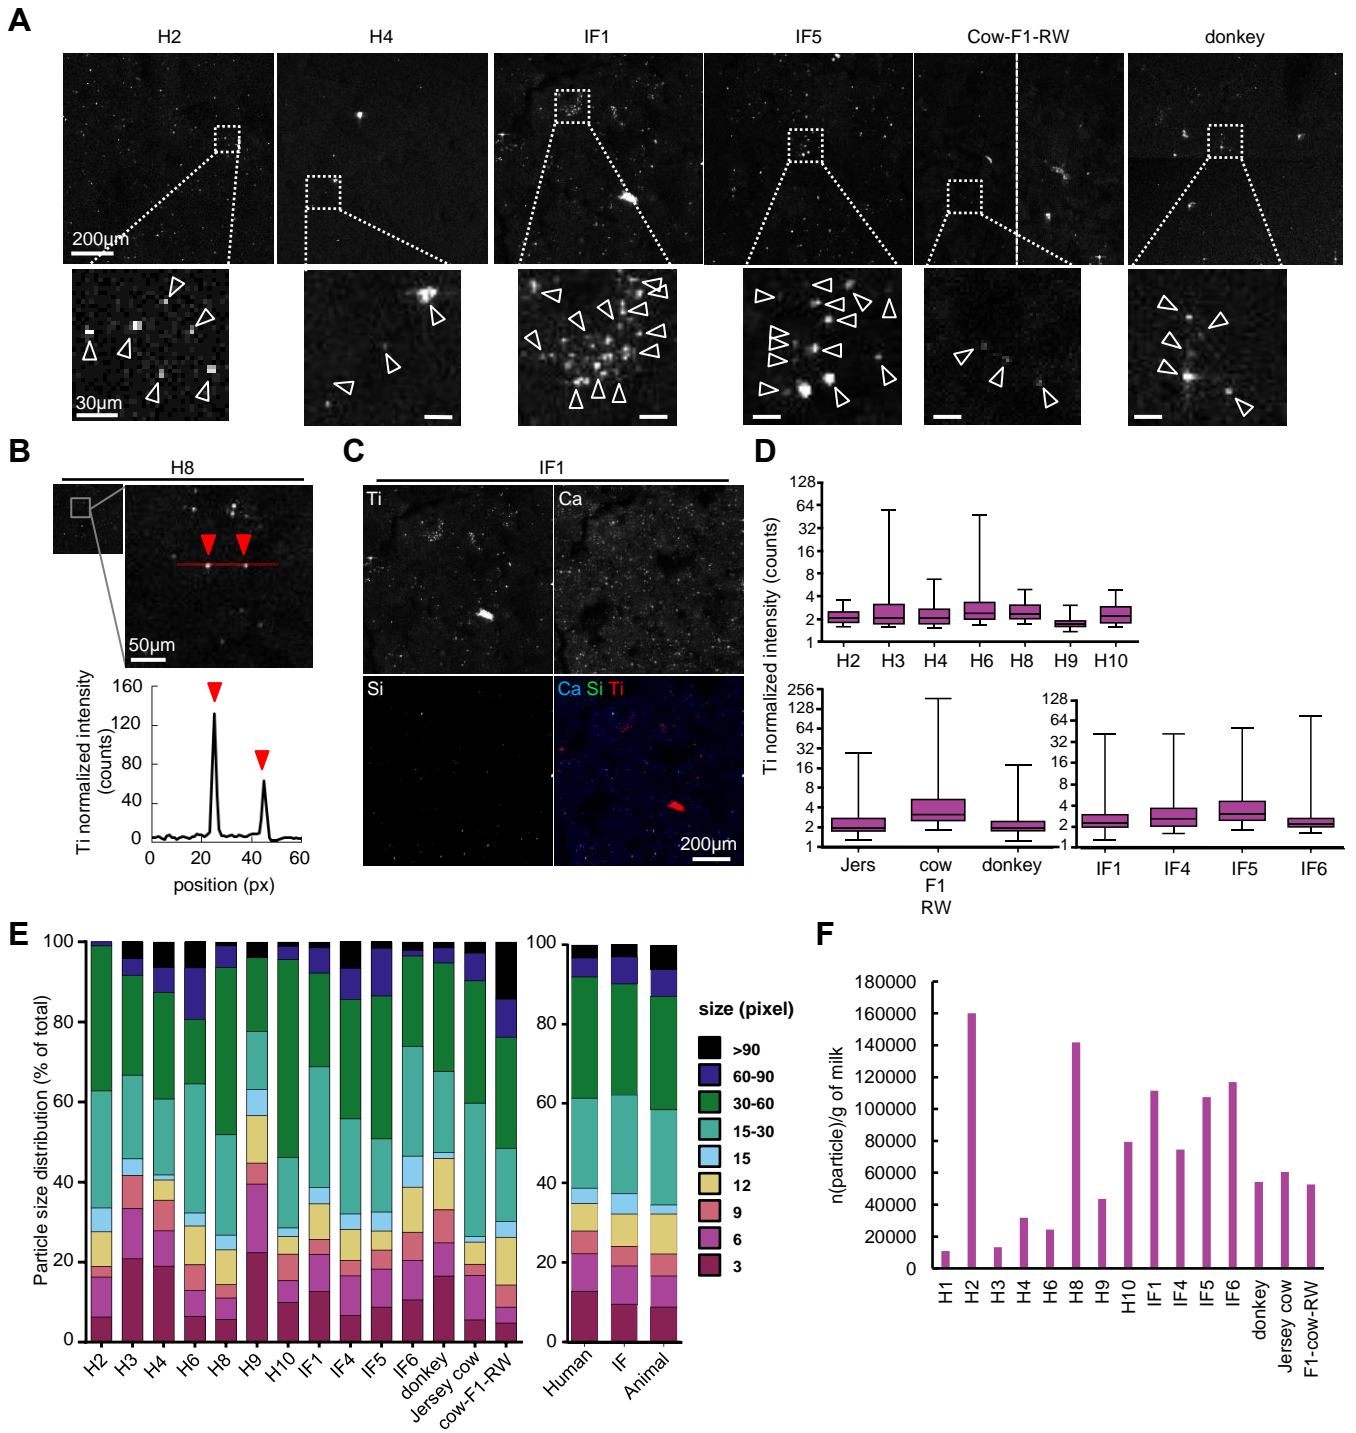 A
H2 H4 IF1 IF5 Cow-F1-RW donkey
200µm
30µm
B
H8
50µm
Ti normalized intensity
(counts)
160
120
80
40
0
0 20 40 60
position (px)
C
IF1
Ti Ca
Si Ca Si Ti
200µm
D
Ti normalized intensity (counts)
128
64
32
16
8
4
2
1
H2 H3 H4 H6 H8 H9 H10
256
128
64
32
16
8
4
2
1
Jers cow F1 RW donkey
128
64
32
16
8
4
2
1
IF1 IF4 IF5 IF6
E
Particle size distribution (% of total)
100
80
60
40
20
0
H2 H3 H4 H6 H8 H9 H10 IF1 IF4 IF5 IF6 donkey Jersey cow cow-F1-RW
100
80
60
40
20
0
Human IF Animal
size (pixel)
>90
60-90
30-60
15-30
15
12
9
6
3
F
n(particle)/g of milk
180000
160000
140000
120000
100000
80000
60000
40000
20000
0
H1 H2 H3 H4 H6 H8 H9 H10 IF1 IF4 IF5 IF6 donkey Jersey cow F1-cow-RW